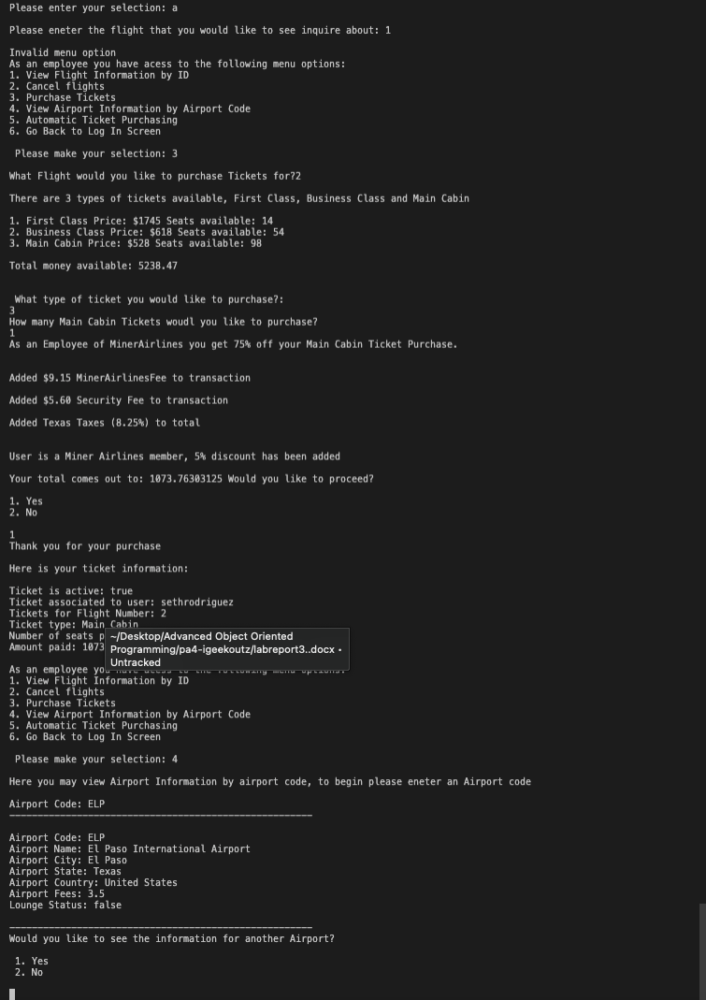 Please enter your selection: a
Please eneter the flight that you would like to see inquire about: 1
Invalid menu option
As an employee you have acess to the following menu options:
1. View Flight Information by ID
2. Cancel flights
3. Purchase Tickets
4. View Airport Information by Airport Code
5. Automatic Ticket Purchasing
6. Go Back to Log In Screen
Please make your selection: 3
What Flight would you like to purchase Tickets for?2
There are 3 types of tickets available, First Class, Business Class and Main Cabin
1. First Class Price: $1745 Seats available: 14
2. Business Class Price: $618 Seats available: 54
3. Main Cabin Price: $528 Seats available: 98
Total money available: 5238.47
What type of ticket you would like to purchase?:
3
How many Main Cabin Tickets woudl you like to purchase?
1
As an Employee of MinerAirlines you get 75% off your Main Cabin Ticket Purchase.
Added $9.15 MinerAirlinesFee to transaction
Added $5.60 Security Fee to transaction
Added Texas Taxes (8.25%) to total
User is a Miner Airlines member, 5% discount has been added
Your total comes out to: 1073.76303125 Would you like to proceed?
1. Yes
2. No
1
Thank you for your purchase
Here is your ticket information:
Ticket is active: true
Ticket associated to user: sethrodriguez
Tickets for Flight Number: 2
Ticket type: Main Cabin
Number of seats p
Amount paid: 1073
~/Desktop/Advanced Object Oriented
Programming/pa4-igeekoutz/labreport3..docx •
Untracked
As an employee you have acess to the following menu options:
1. View Flight Information by ID
2. Cancel flights
3. Purchase Tickets
4. View Airport Information by Airport Code
5. Automatic Ticket Purchasing
6. Go Back to Log In Screen
Please make your selection: 4
Here you may view Airport Information by airport code, to begin please eneter an Airport code
Airport Code: ELP
------------------------------------------------------
Airport Code: ELP
Airport Name: El Paso International Airport
Airport City: El Paso
Airport State: Texas
Airport Country: United States
Airport Fees: 3.5
Lounge Status: false
------------------------------------------------------
Would you like to see the information for another Airport?
1. Yes
2. No